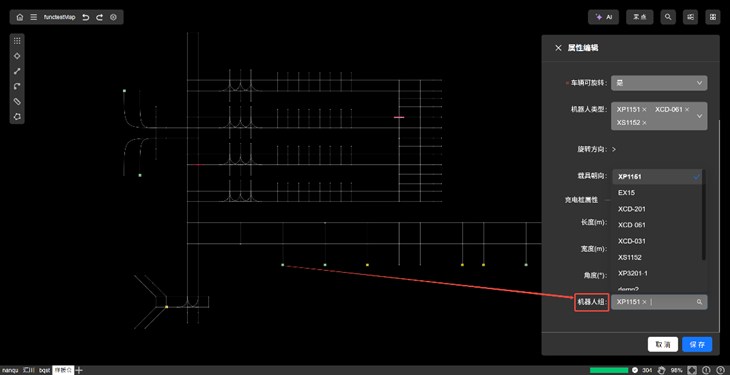 functestMap
AI
属性编辑
* 车辆可旋转: 是
机器人类型: XP1151 × XCD-061 ×
XS1152 ×
旋转方向: >
载具朝向: XP1151
EX15
充电桩属性
XCD-201
长度(m): XCD-061
XCD-031
宽度(m): XS1152
角度(°): XP3201-1
demo2
机器人组: XP1151 ×
取消 保存
nanqu bqst 304 98%